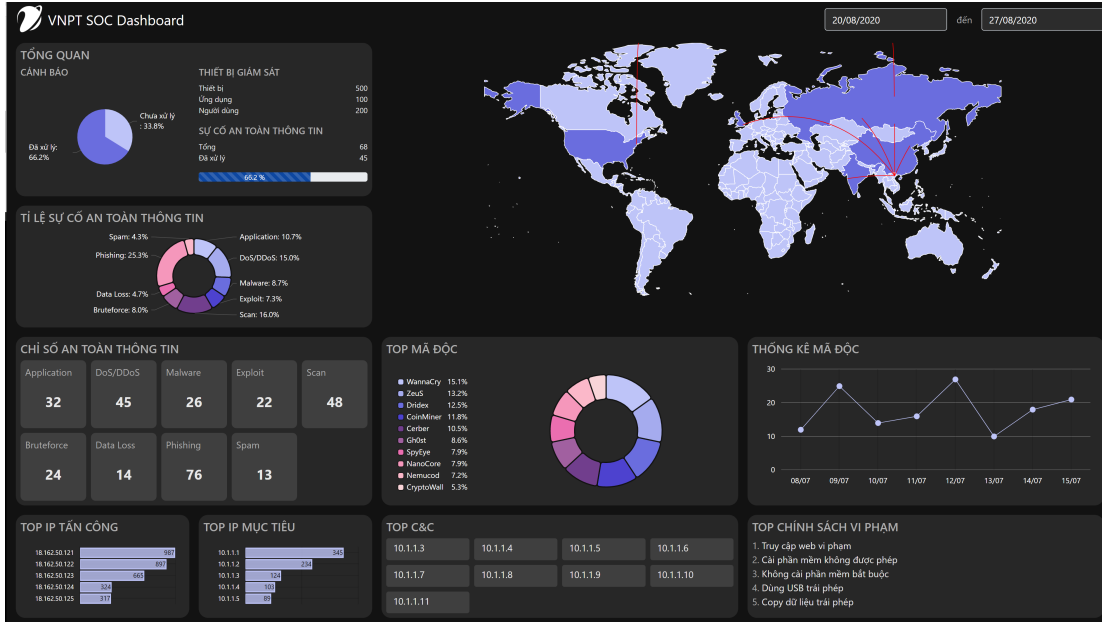 VNPT SOC Dashboard
20/08/2020 đến 27/08/2020
TỔNG QUAN
CẢNH BÁO
Chưa xử lý
: 33.8%
Đã xử lý:
66.2%
THIẾT BỊ GIÁM SÁT
Thiết bị 500
Ứng dụng 100
Người dùng 200
SỰ CỐ AN TOÀN THÔNG TIN
Tổng 68
Đã xử lý 45
66.2 %
TỈ LỆ SỰ CỐ AN TOÀN THÔNG TIN
Spam: 4.3%
Application: 10.7%
Phishing: 25.3%
DoS/DDoS: 15.0%
Malware: 8.7%
Data Loss: 4.7%
Exploit: 7.3%
Bruteforce: 8.0%
Scan: 16.0%
CHỈ SỐ AN TOÀN THÔNG TIN
Application DoS/DDoS Malware Exploit Scan
32 45 26 22 48
Bruteforce Data Loss Phishing Spam
24 14 76 13
TOP MÃ ĐỘC
WannaCry 15.1%
ZeuS 13.2%
Dridex 12.5%
CoinMiner 11.8%
Cerber 10.5%
Gh0st 8.6%
SpyEye 7.9%
NanoCore 7.9%
Nemucod 7.2%
CryptoWall 5.3%
THỐNG KÊ MÃ ĐỘC
30
20
10
0
08/07 09/07 10/07 11/07 12/07 13/07 14/07 15/07
TOP IP TẤN CÔNG
18.162.50.121 987
18.162.50.122 897
18.162.50.123 665
18.162.50.124 324
18.162.50.125 317
TOP IP MỤC TIÊU
10.1.1.1 345
10.1.1.2 234
10.1.1.3 124
10.1.1.4 103
10.1.1.5 89
TOP C&C
10.1.1.3 10.1.1.4 10.1.1.5 10.1.1.6
10.1.1.7 10.1.1.8 10.1.1.9 10.1.1.10
10.1.1.11
TOP CHÍNH SÁCH VI PHẠM
1. Truy cập web vi phạm
2. Cài phần mềm không được phép
3. Không cài phần mềm bắt buộc
4. Dùng USB trái phép
5. Copy dữ liệu trái phép